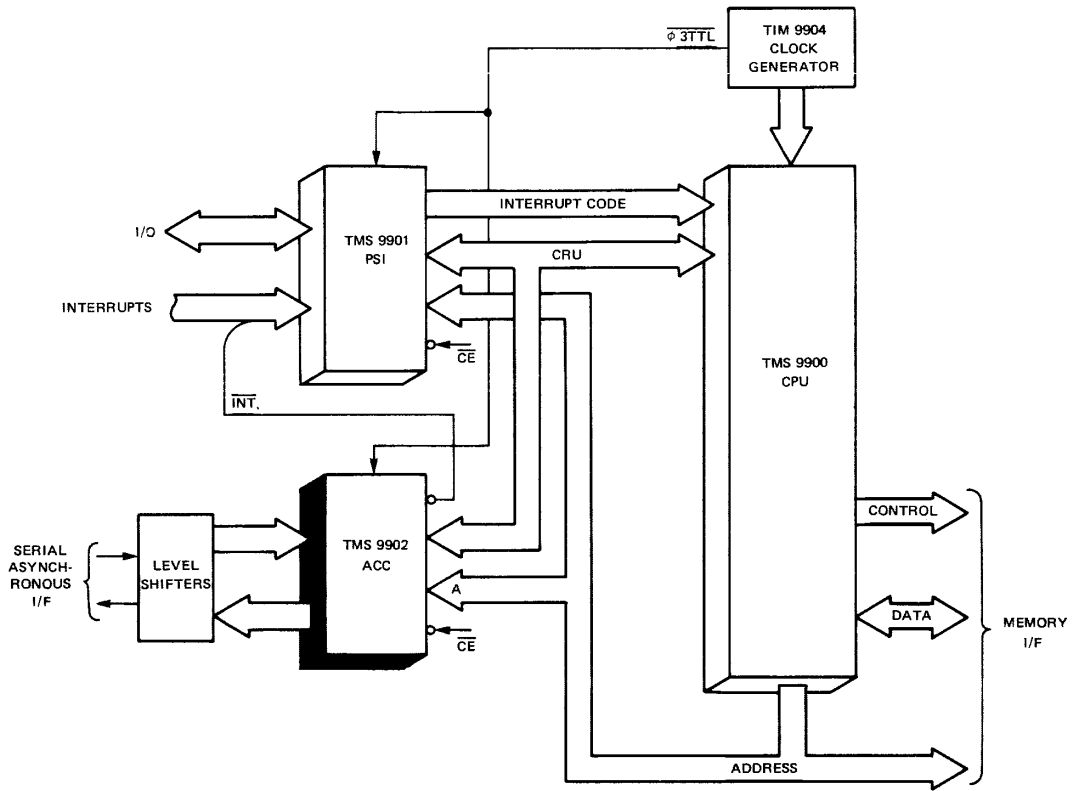 φ 3TTL
TIM 9904
CLOCK
GENERATOR
INTERRUPT CODE
I/O
TMS 9901
PSI
CRU
INTERRUPTS
CE
TMS 9900
CPU
INT.
CONTROL
SERIAL
ASYNCH-
RONOUS
I/F
LEVEL
SHIFTERS
TMS 9902
ACC
A
DATA
MEMORY
I/F
CE
ADDRESS